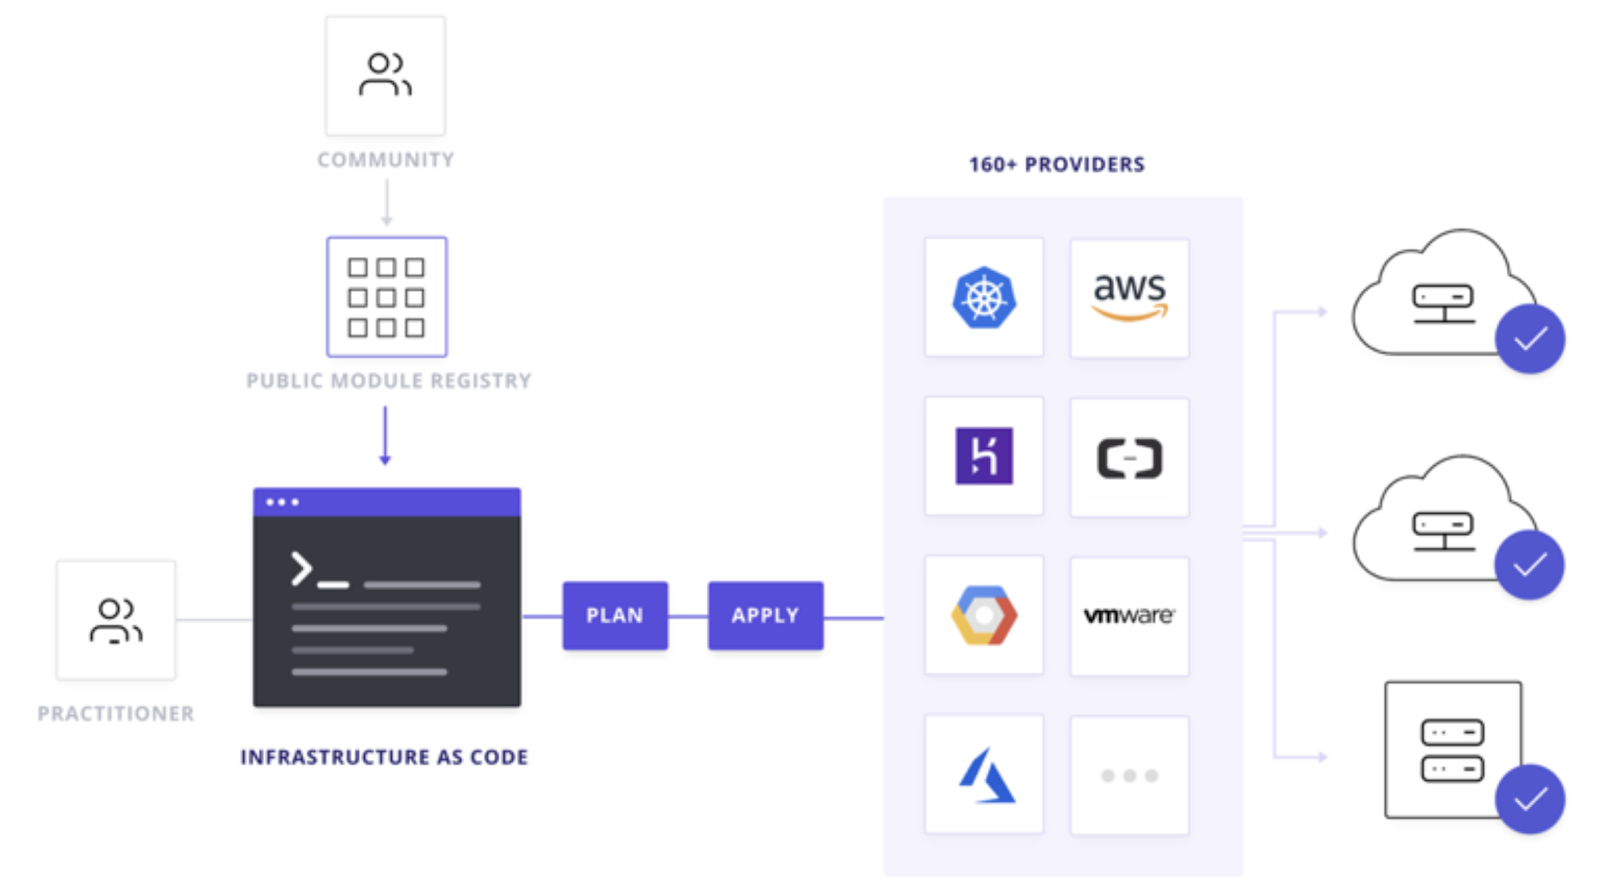 COMMUNITY
160+ PROVIDERS
aws
PUBLIC MODULE REGISTRY
PLAN
APPLY
vmware
PRACTITIONER
INFRASTRUCTURE AS CODE